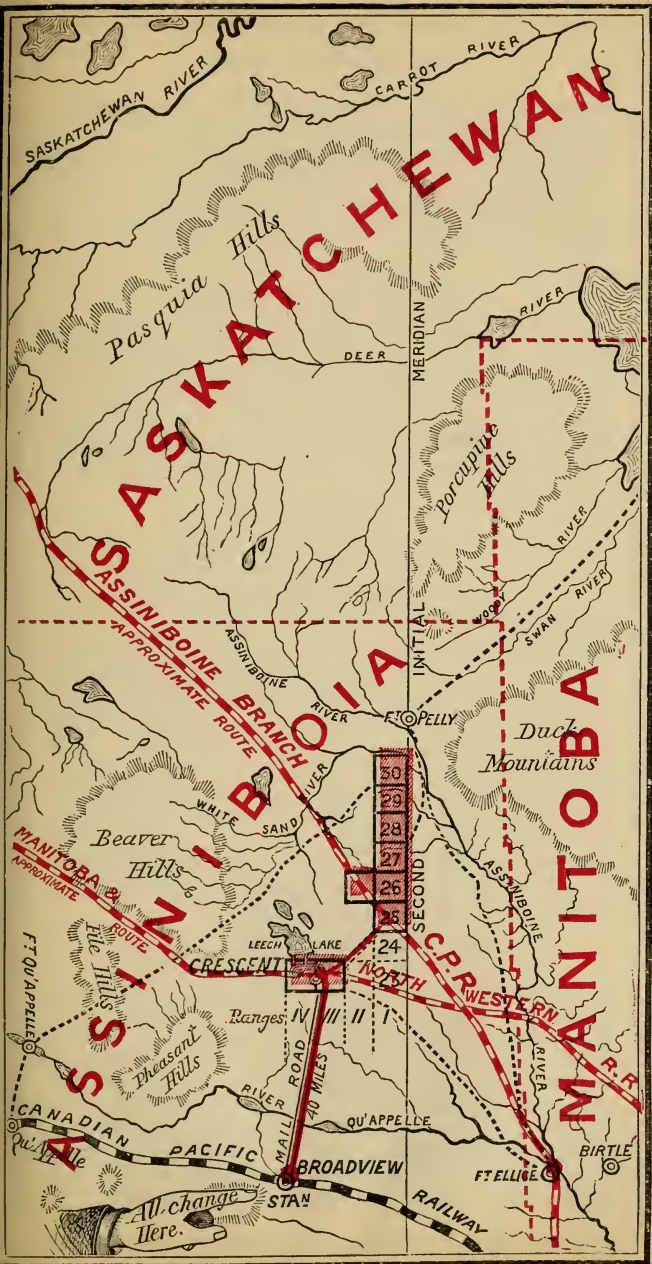 SASKATCHEWAN RIVER
CARROT RIVER
SASKATCHEWAN
Pasquia Hills
MERIDIAN
DEER RIVER
Porcupine
Hills
ASSINIBOINE BRANCH
APPROXIMATE ROUTE
ASSINIBOIA
ASSINIBOINE
RIVER
INITIAL
WOODY RIVER
SWAN RIVER
FT. PELLY
Duck
Mountains
MANITOBA
WHITE SAND RIVER
30
29
28
27
26
25
24
SECOND
ASSINIBOINE
RIVER
Beaver
Hills
MANITOBA &
APPROXIMATE
ROUTE
NORTH WESTERN R.R.
File Hills
LEECH LAKE
CRESCENT
C.P.R.
FT. QU'APPELLE
Ranges IV III II I
Pheasant
Hills
MAIL ROAD
40 MILES
RIVER QU'APPELLE
CANADIAN PACIFIC RAILWAY
Qu'Appelle
BROADVIEW
STAN
FT. ELLICE
BIRTLE
All change
Here.